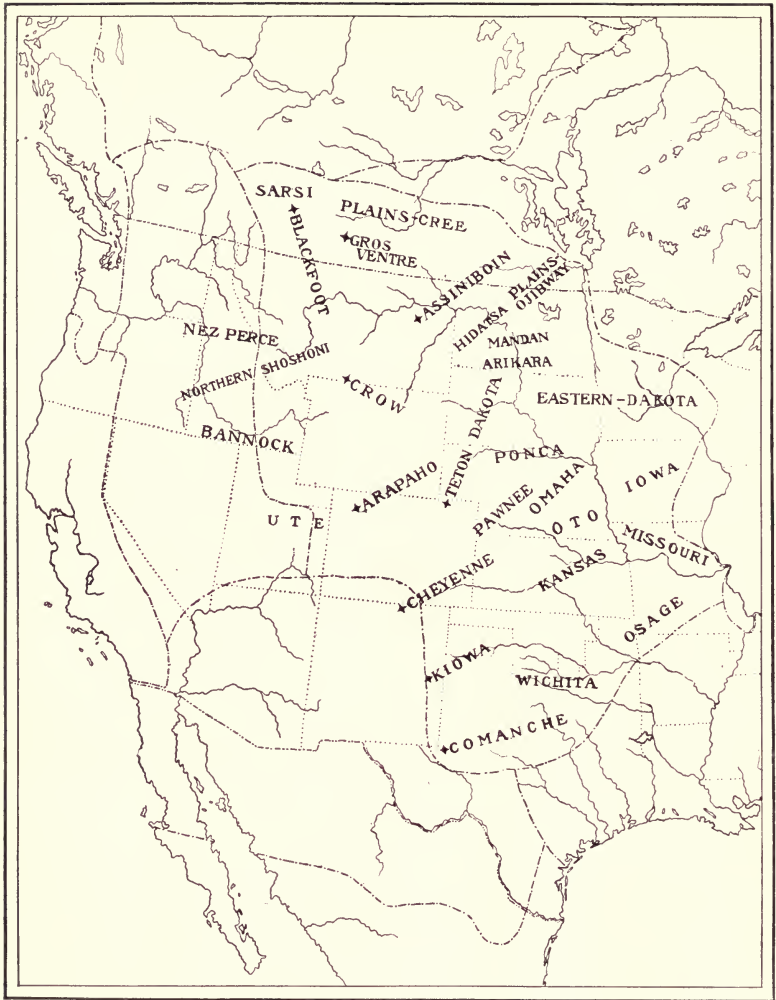 SARSI
PLAINS-CREE
✦BLACKFOOT
✦GROS
VENTRE
✦ASSINIBOIN
PLAINS-
OJIBWAY
HIDATSA
MANDAN
ARIKARA
NEZ PERCE
NORTHERN SHOSHONI
✦CROW
EASTERN-DAKOTA
✦TETON DAKOTA
BANNOCK
PONCA
IOWA
✦ARAPAHO
OMAHA
PAWNEE
UTE
OTO
MISSOURI
KANSAS
✦CHEYENNE
OSAGE
✦KIOWA
WICHITA
✦COMANCHE